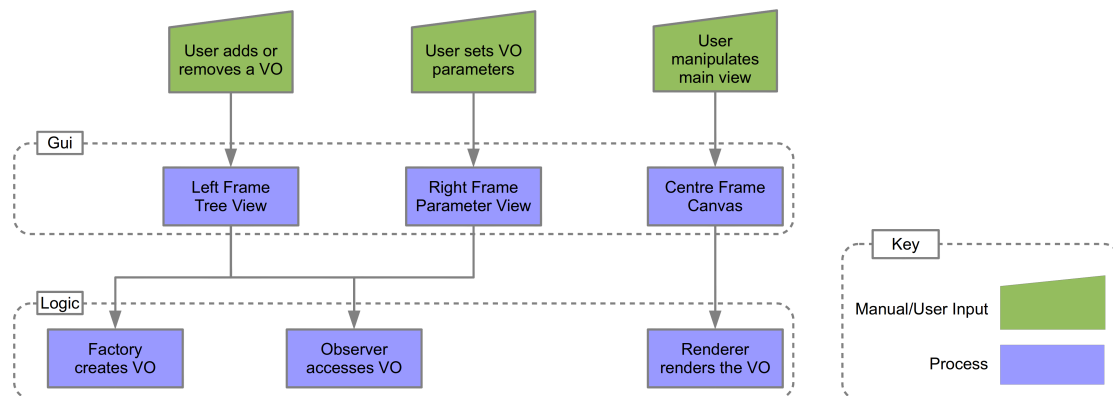 User adds or
removes a VO
User sets VO
parameters
User
manipulates
main view
Gui
Left Frame
Tree View
Right Frame
Parameter View
Centre Frame
Canvas
Logic
Factory
creates VO
Observer
accesses VO
Renderer
renders the VO
Key
Manual/User Input
Process